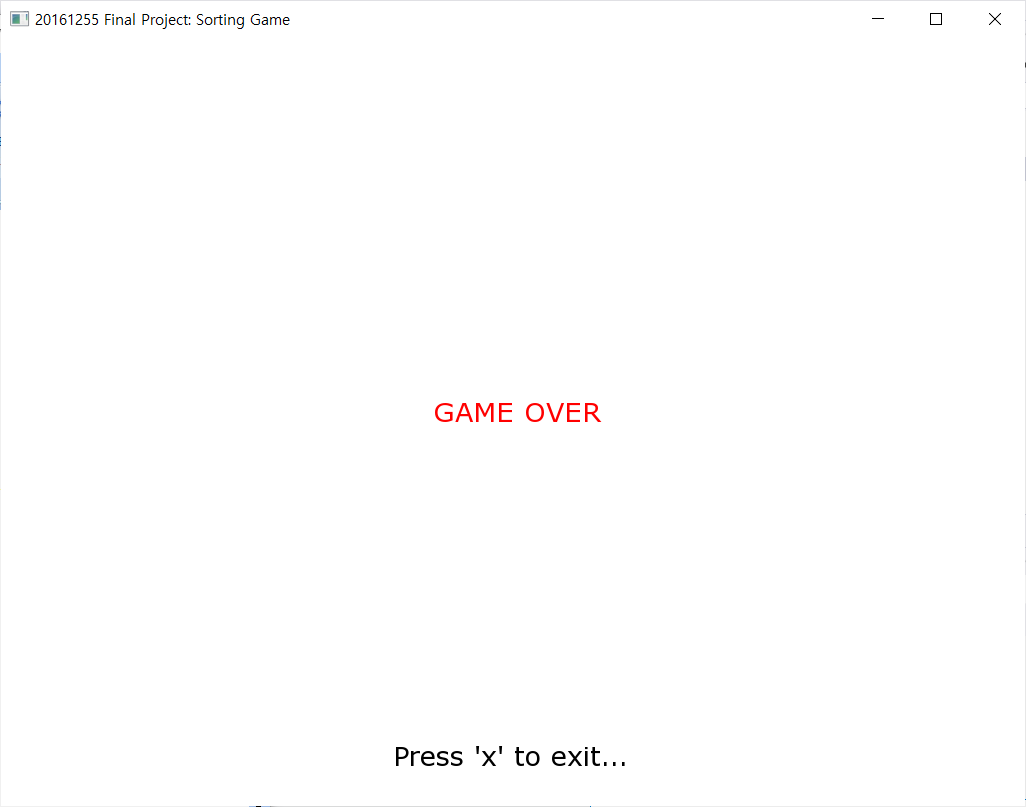 20161255 Final Project: Sorting Game
GAME OVER
Press 'x' to exit...